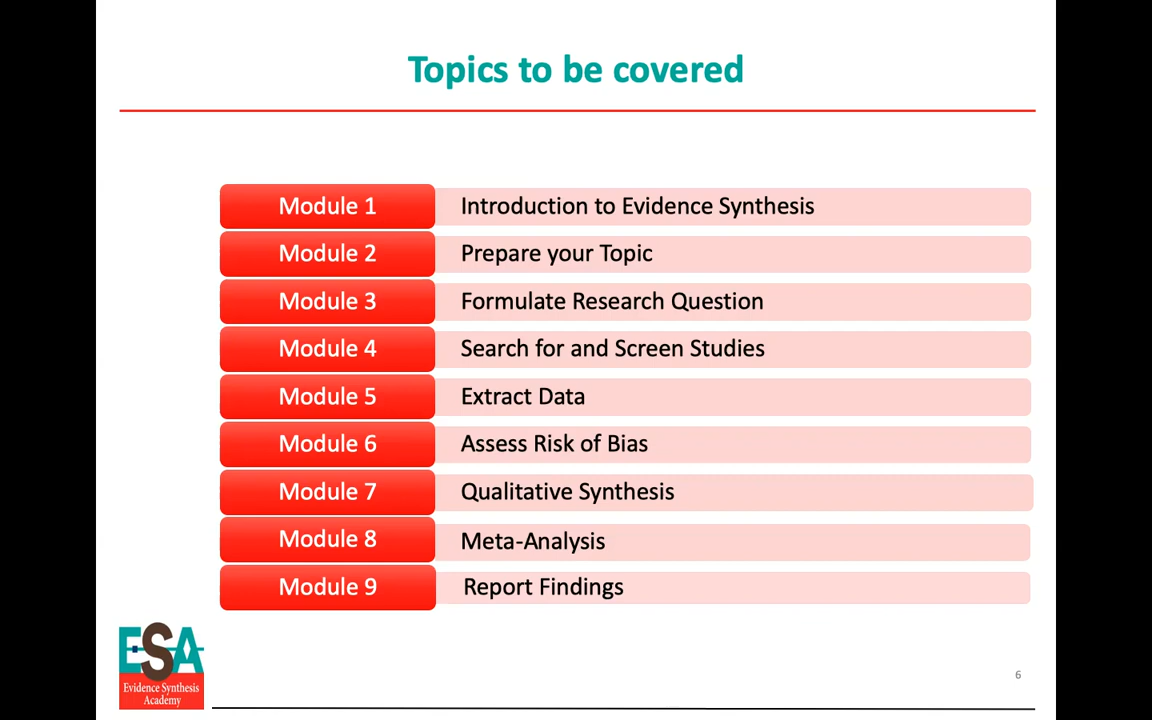 Topics to be covered
Module 1 Introduction to Evidence Synthesis
Module 2 Prepare your Topic
Module 3 Formulate Research Question
Module 4 Search for and Screen Studies
Module 5 Extract Data
Module 6 Assess Risk of Bias
Module 7 Qualitative Synthesis
Module 8 Meta-Analysis
Module 9 Report Findings
ESA
Evidence Synthesis
Academy
6